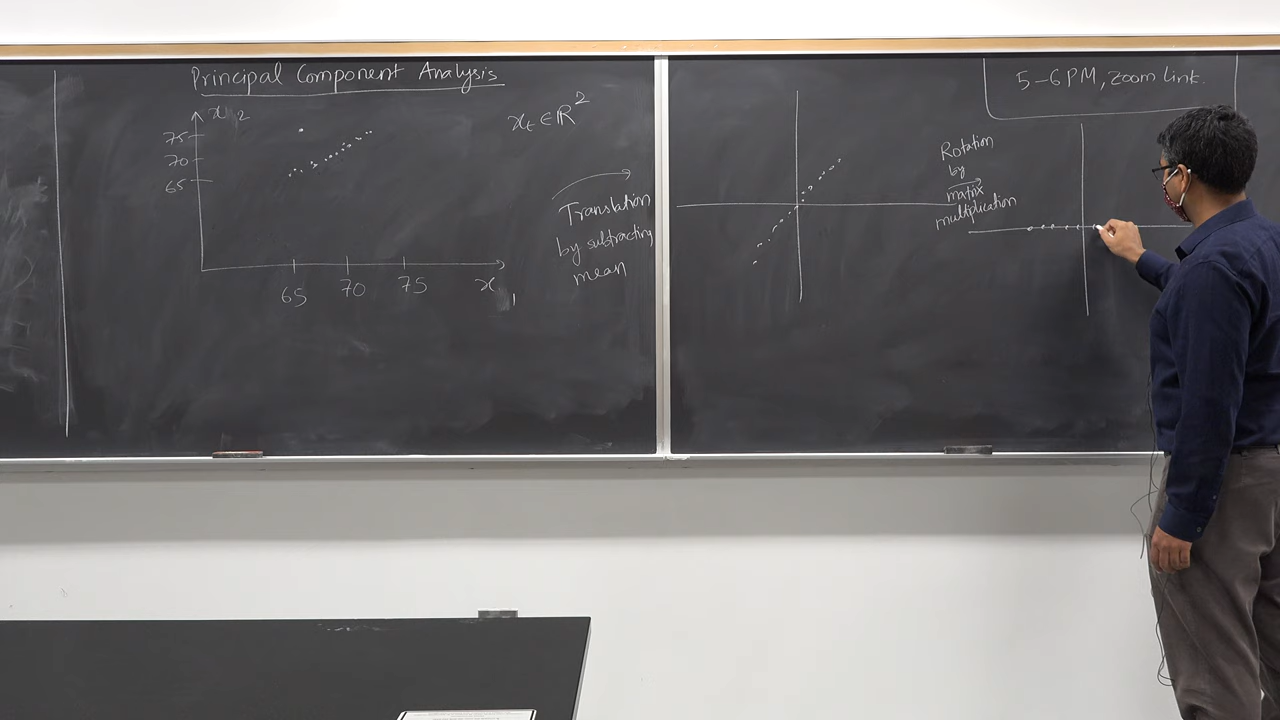 Principal Component Analysis
x2
75
70
65
65 70 75 x1
xt ∈ ℝ²
Translation
by subtracting
mean
Rotation
by
matrix
multiplication
5-6 PM, Zoom Link.